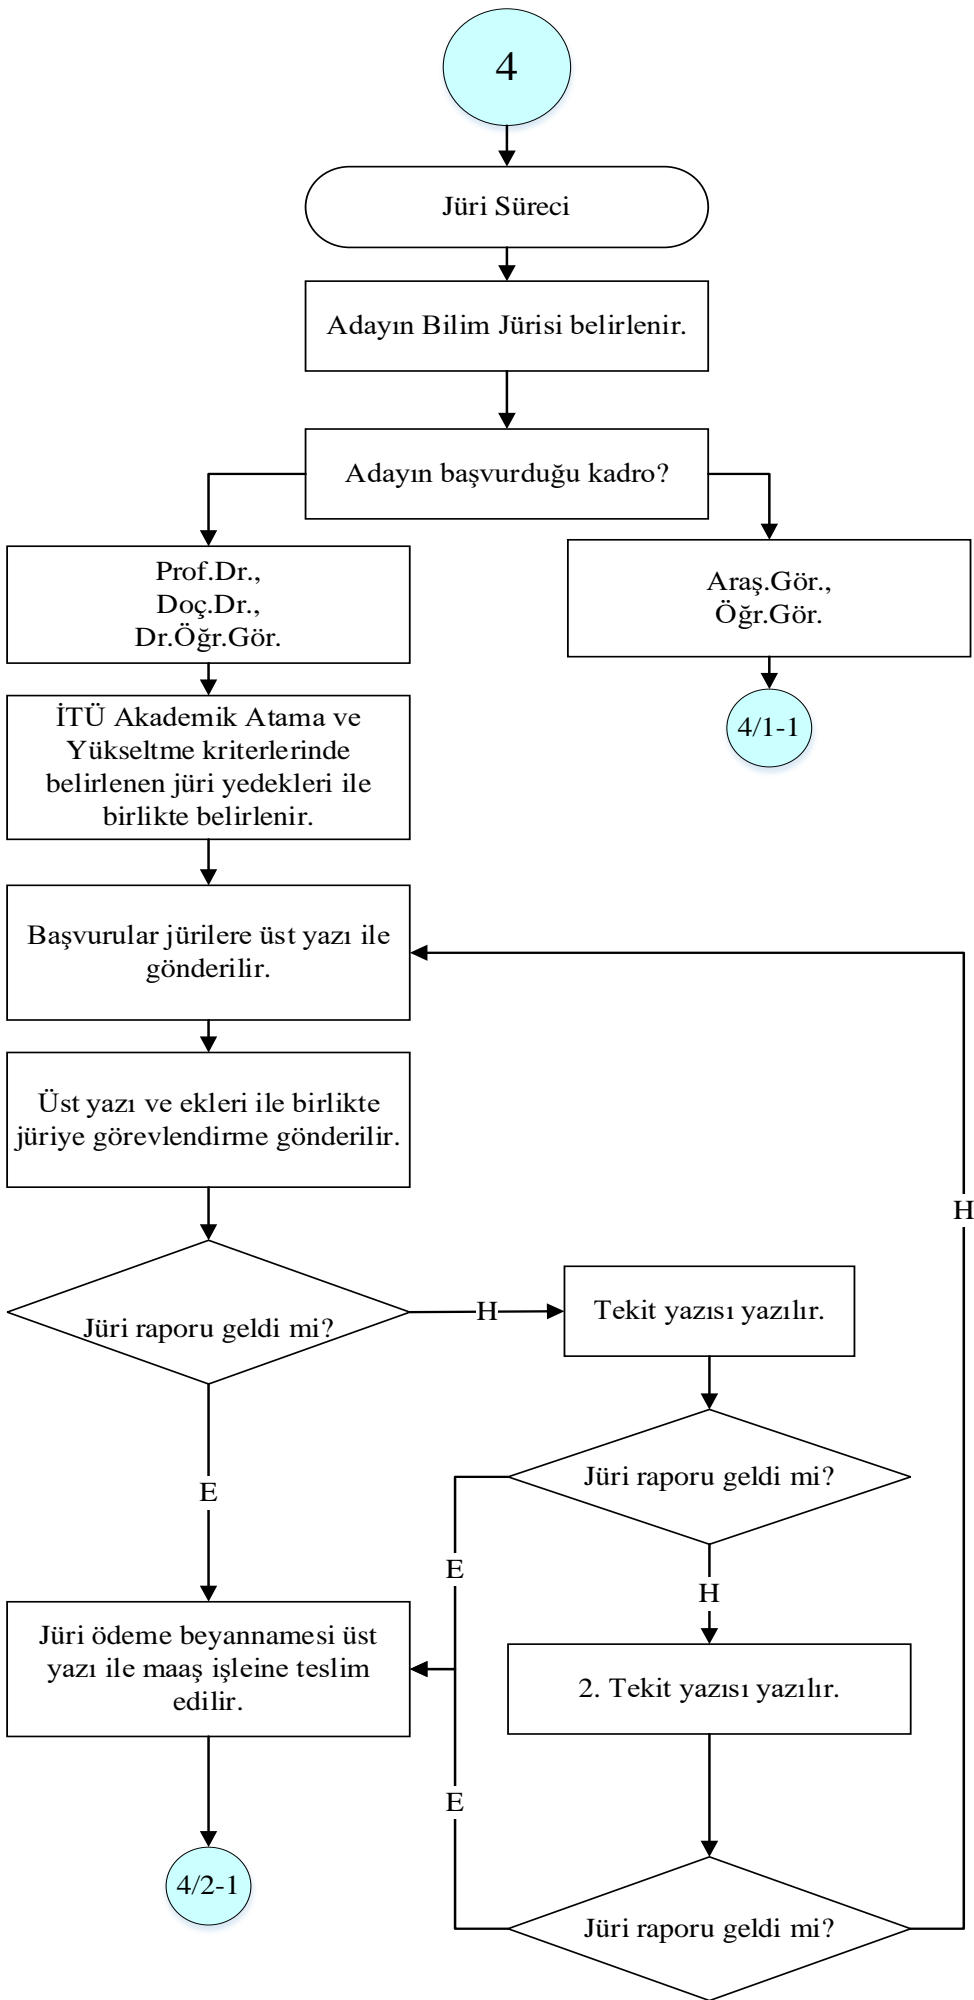 4
Jüri Süreci
Adayın Bilim Jürisi belirlenir.
Adayın başvurduğu kadro?
Prof.Dr.,
Doç.Dr.,
Dr.Öğr.Gör.
Araş.Gör.,
Öğr.Gör.
İTÜ Akademik Atama ve
Yükseltme kriterlerinde
belirlenen jüri yedekleri ile
birlikte belirlenir.
4/1-1
Başvurular jürilere üst yazı ile
gönderilir.
Üst yazı ve ekleri ile birlikte
jüriye görevlendirme gönderilir.
H
Jüri raporu geldi mi?
H
Tekit yazısı yazılır.
E
Jüri raporu geldi mi?
E
H
Jüri ödeme beyannamesi üst
yazı ile maaş işleine teslim
edilir.
2. Tekit yazısı yazılır.
E
4/2-1
Jüri raporu geldi mi?